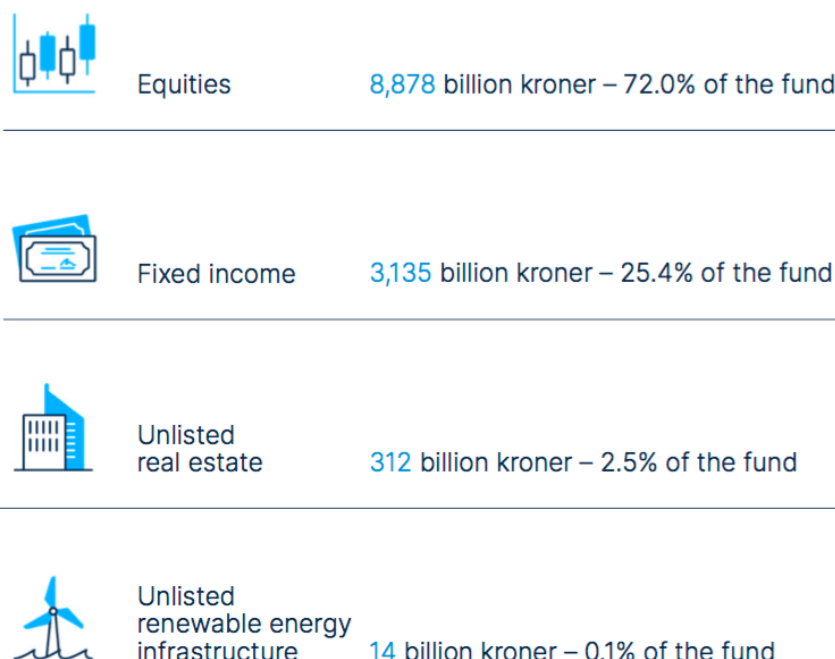 Equities 8,878 billion kroner – 72.0% of the fund
Fixed income 3,135 billion kroner – 25.4% of the fund
Unlisted
real estate 312 billion kroner – 2.5% of the fund
Unlisted
renewable energy
infrastructure 14 billion kroner – 0.1% of the fund